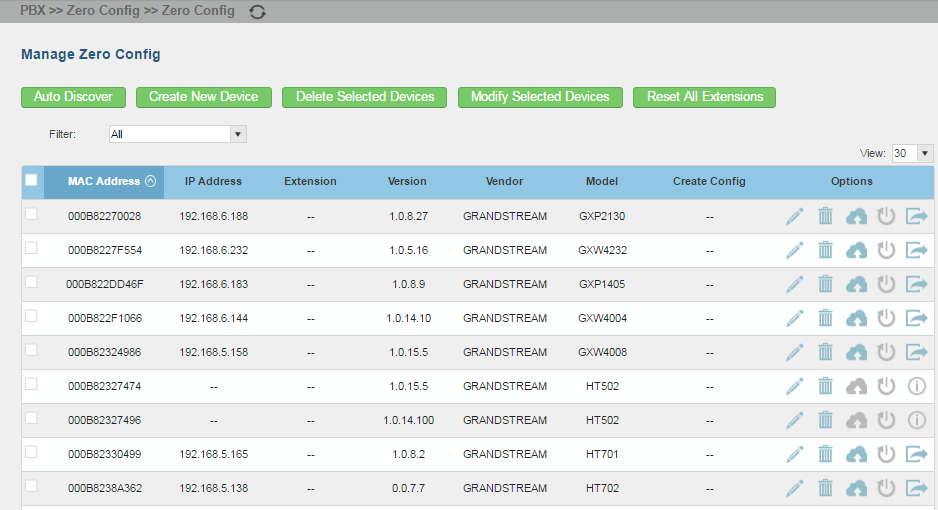 PBX >> Zero Config >> Zero Config
Manage Zero Config
Auto Discover Create New Device Delete Selected Devices Modify Selected Devices Reset All Extensions
Filter: All
View: 30
MAC Address IP Address Extension Version Vendor Model Create Config Options
000B82270028 192.168.6.188 -- 1.0.8.27 GRANDSTREAM GXP2130 --
000B8227F554 192.168.6.232 -- 1.0.5.16 GRANDSTREAM GXW4232 --
000B822DD46F 192.168.6.183 -- 1.0.8.9 GRANDSTREAM GXP1405 --
000B822F1066 192.168.6.144 -- 1.0.14.10 GRANDSTREAM GXW4004 --
000B82324986 192.168.5.158 -- 1.0.15.5 GRANDSTREAM GXW4008 --
000B82327474 -- -- 1.0.15.5 GRANDSTREAM HT502 --
000B82327496 -- -- 1.0.14.100 GRANDSTREAM HT502 --
000B82330499 192.168.5.165 -- 1.0.8.2 GRANDSTREAM HT701 --
000B8238A362 192.168.5.138 -- 0.0.7.7 GRANDSTREAM HT702 --